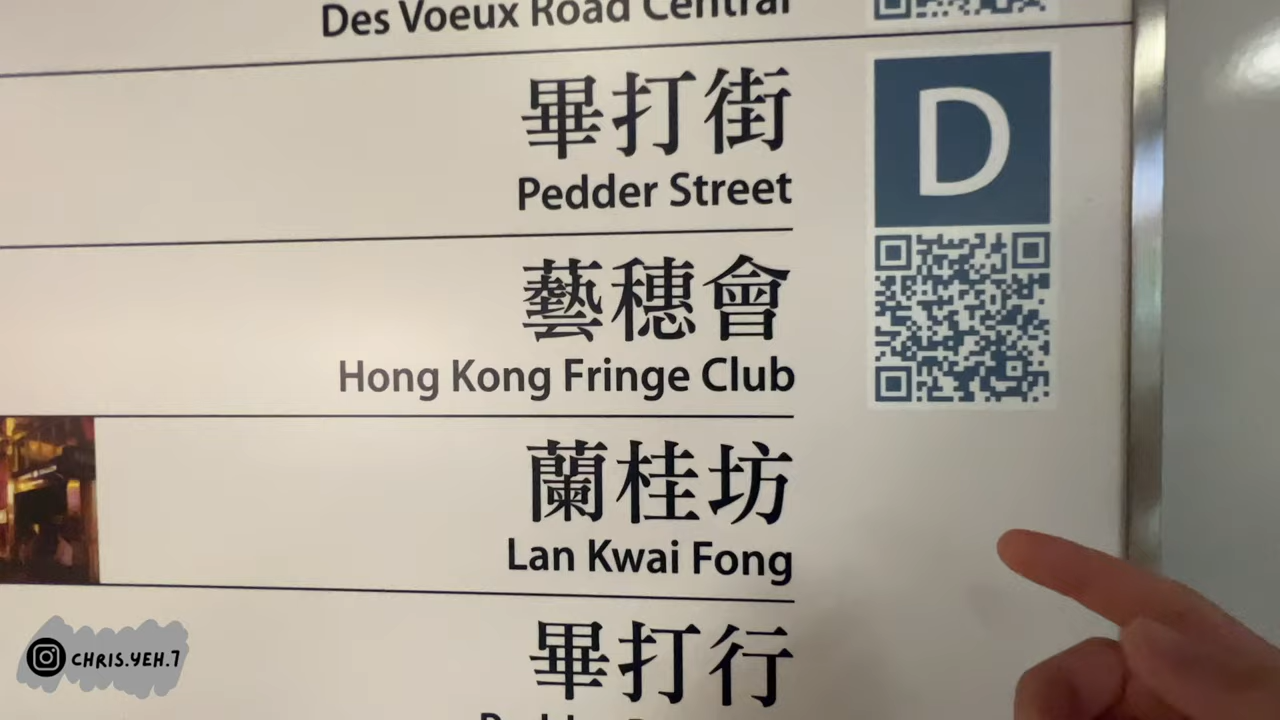 Des Voeux Road Central
畢打街
D
Pedder Street
藝穗會
Hong Kong Fringe Club
蘭桂坊
Lan Kwai Fong
畢打行
CHRIS.YEH.7